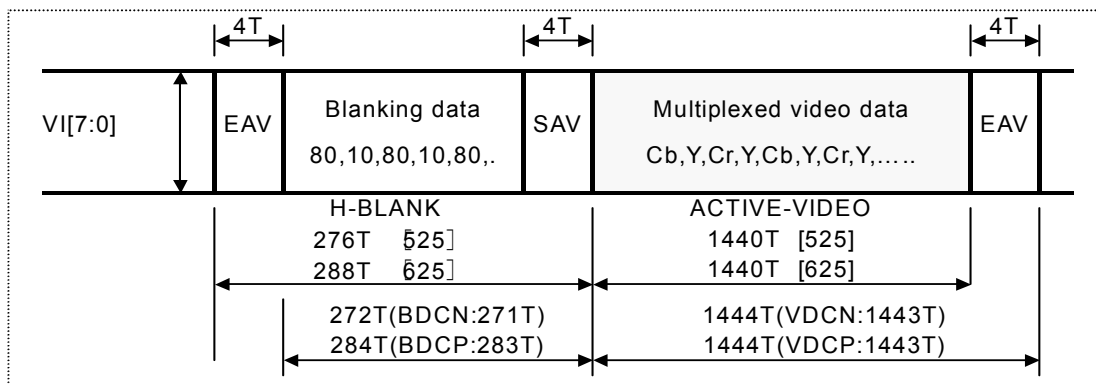 4T 4T 4T
VI[7:0] EAV Blanking data SAV Multiplexed video data EAV
80,10,80,10,80,. Cb,Y,Cr,Y,Cb,Y,Cr,Y,.....
H-BLANK ACTIVE-VIDEO
276T [525] 1440T [525]
288T [625] 1440T [625]
272T(BDCN:271T) 1444T(VDCN:1443T)
284T(BDCP:283T) 1444T(VDCP:1443T)